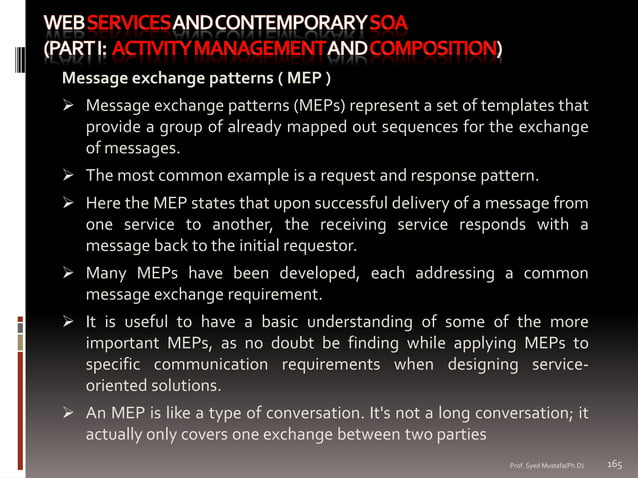 WEB SERVICES AND CONTEMPORARY SOA
(PART I: ACTIVITY MANAGEMENT AND COMPOSITION)
Message exchange patterns ( MEP )
➢ Message exchange patterns (MEPs) represent a set of templates that
provide a group of already mapped out sequences for the exchange
of messages.
➢ The most common example is a request and response pattern.
➢ Here the MEP states that upon successful delivery of a message from
one service to another, the receiving service responds with a
message back to the initial requestor.
➢ Many MEPs have been developed, each addressing a common
message exchange requirement.
➢ It is useful to have a basic understanding of some of the more
important MEPs, as no doubt be finding while applying MEPs to
specific communication requirements when designing service-
oriented solutions.
➢ An MEP is like a type of conversation. It's not a long conversation; it
actually only covers one exchange between two parties
Prof. Syed Mustafa(Ph.D) 165